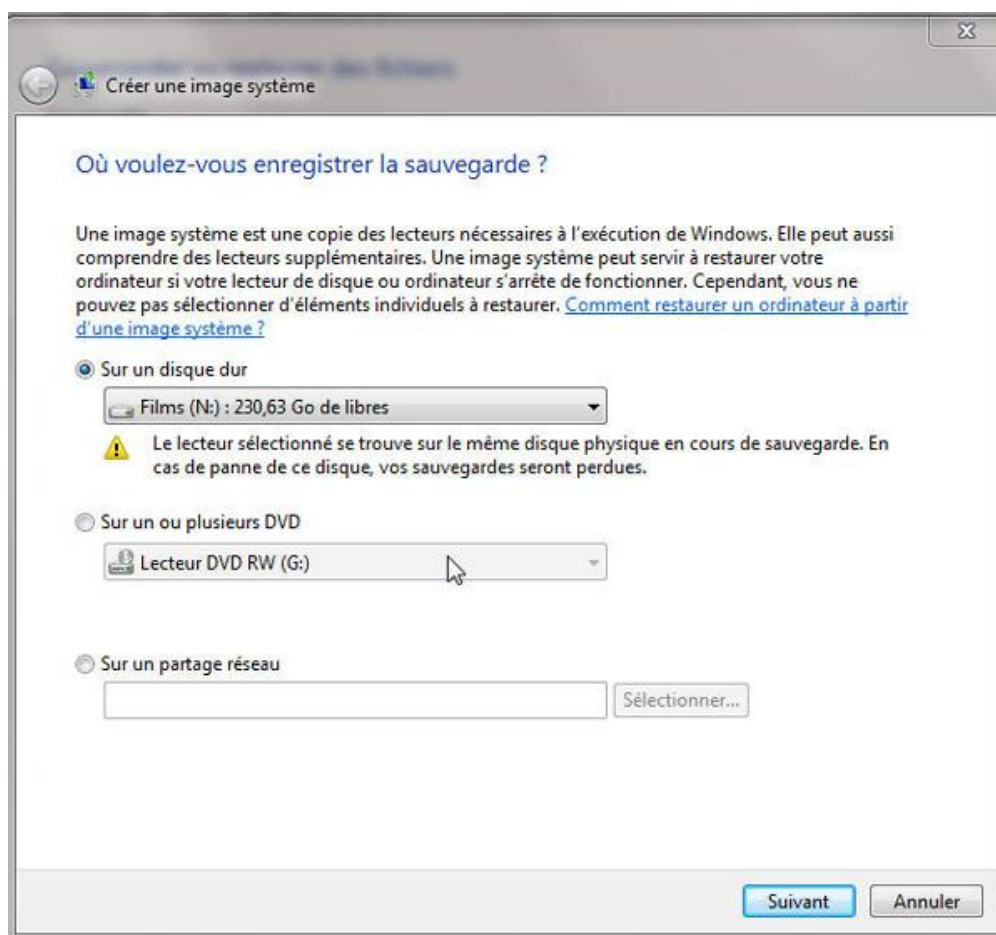 Créer une image système
Où voulez-vous enregistrer la sauvegarde ?
Une image système est une copie des lecteurs nécessaires à l'exécution de Windows. Elle peut aussi
comprendre des lecteurs supplémentaires. Une image système peut servir à restaurer votre
ordinateur si votre lecteur de disque ou ordinateur s'arrête de fonctionner. Cependant, vous ne
pouvez pas sélectionner d'éléments individuels à restaurer. Comment restaurer un ordinateur à partir
d'une image système ?
Sur un disque dur
Films (N:) : 230,63 Go de libres
Le lecteur sélectionné se trouve sur le même disque physique en cours de sauvegarde. En
cas de panne de ce disque, vos sauvegardes seront perdues.
Sur un ou plusieurs DVD
Lecteur DVD RW (G:)
Sur un partage réseau
Sélectionner...
Suivant
Annuler